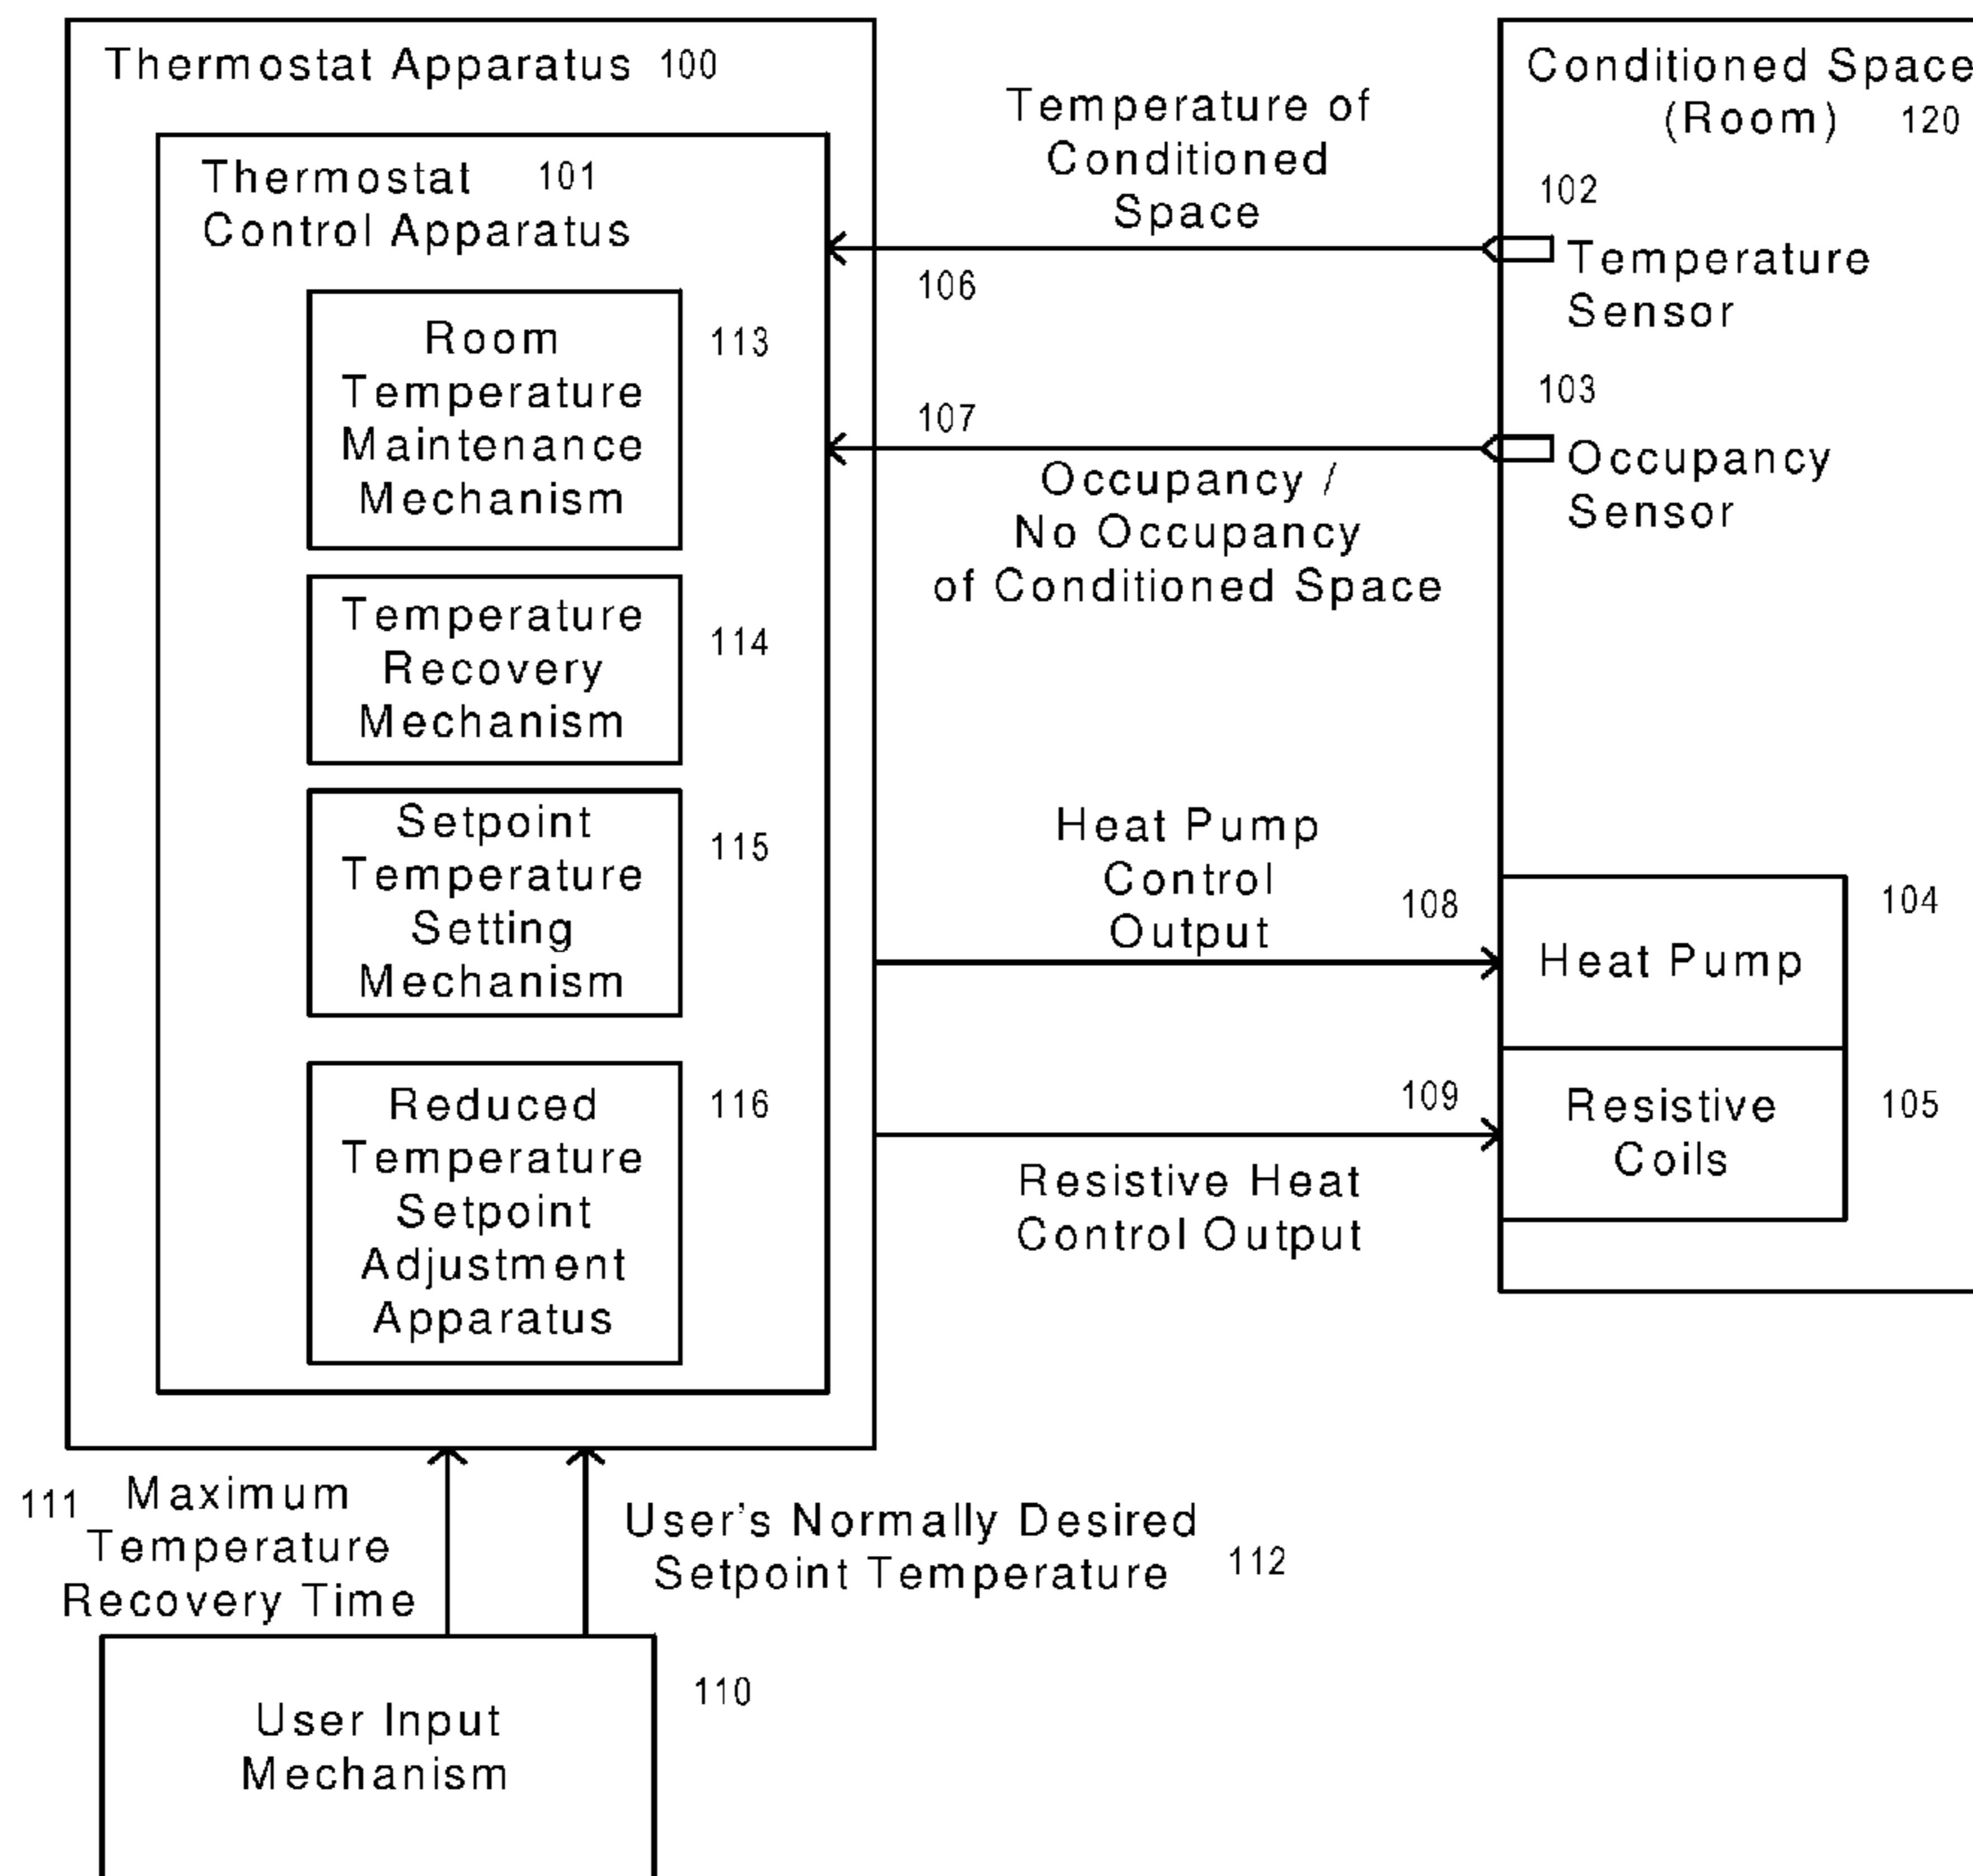 Thermostat Apparatus 100
Thermostat 101
Control Apparatus
Room
Temperature
Maintenance
Mechanism
113
Temperature
Recovery
Mechanism
114
Setpoint
Temperature
Setting
Mechanism
115
Reduced
Temperature
Setpoint
Adjustment
Apparatus
116
Temperature of
Conditioned
Space
106
107
Occupancy /
No Occupancy
of Conditioned Space
Heat Pump
Control
Output
108
109
Resistive Heat
Control Output
Conditioned Space
(Room) 120
102
Temperature
Sensor
103
Occupancy
Sensor
Heat Pump
104
Resistive
Coils
105
111 Maximum
Temperature
Recovery Time
User's Normally Desired
Setpoint Temperature 112
User Input
Mechanism
110